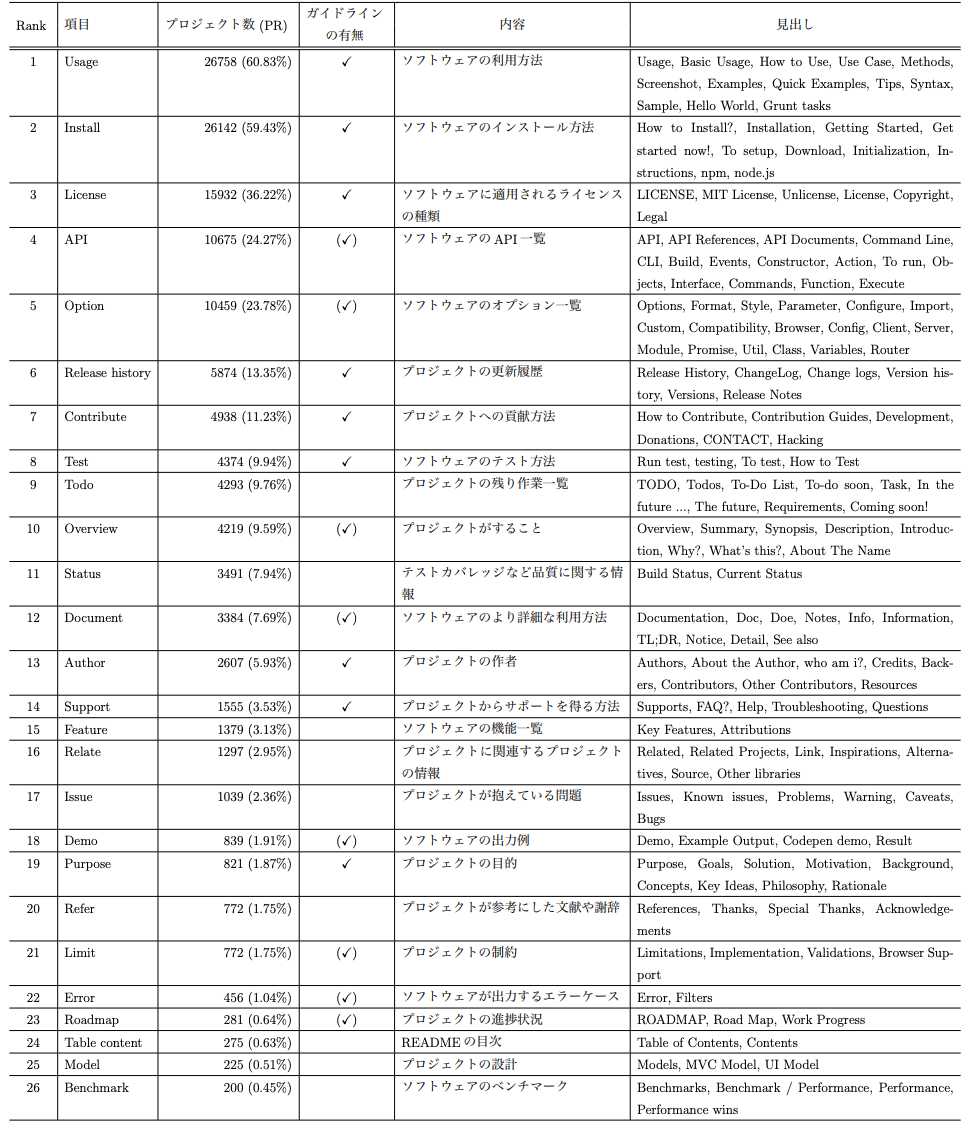 Rank 項目 プロジェクト数 (PR) ガイドラインの有無 内容 見出し
1 Usage 26758 (60.83%) ✓ ソフトウェアの利用方法 Usage, Basic Usage, How to Use, Use Case, Methods,
Screenshot, Examples, Quick Examples, Tips, Syntax,
Sample, Hello World, Grunt tasks
2 Install 26142 (59.43%) ✓ ソフトウェアのインストール方法 How to Install?, Installation, Getting Started, Get
started now!, To setup, Download, Initialization, In-
structions, npm, node.js
3 License 15932 (36.22%) ✓ ソフトウェアに適用されるライセンス LICENSE, MIT License, Unlicense, License, Copyright,
の種類 Legal
4 API 10675 (24.27%) (✓) ソフトウェアの API 一覧 API, API References, API Documents, Command Line,
CLI, Build, Events, Constructor, Action, To run, Ob-
jects, Interface, Commands, Function, Execute
5 Option 10459 (23.78%) (✓) ソフトウェアのオプション一覧 Options, Format, Style, Parameter, Configure, Import,
Custom, Compatibility, Browser, Config, Client, Server,
Module, Promise, Util, Class, Variables, Router
6 Release history 5874 (13.35%) ✓ プロジェクトの更新履歴 Release History, ChangeLog, Change logs, Version his-
tory, Versions, Release Notes
7 Contribute 4938 (11.23%) ✓ プロジェクトへの貢献方法 How to Contribute, Contribution Guides, Development,
Donations, CONTACT, Hacking
8 Test 4374 (9.94%) ✓ ソフトウェアのテスト方法 Run test, testing, To test, How to Test
9 Todo 4293 (9.76%) プロジェクトの残り作業一覧 TODO, Todos, To-Do List, To-do soon, Task, In the
future ..., The future, Requirements, Coming soon!
10 Overview 4219 (9.59%) (✓) プロジェクトがすること Overview, Summary, Synopsis, Description, Introduc-
tion, Why?, What's this?, About The Name
11 Status 3491 (7.94%) テストカバレッジなど品質に関する情 Build Status, Current Status
報
12 Document 3384 (7.69%) (✓) ソフトウェアのより詳細な利用方法 Documentation, Doc, Doe, Notes, Info, Information,
TL;DR, Notice, Detail, See also
13 Author 2607 (5.93%) ✓ プロジェクトの作者 Authors, About the Author, who am i?, Credits, Back-
ers, Contributors, Other Contributors, Resources
14 Support 1555 (3.53%) ✓ プロジェクトからサポートを得る方法 Supports, FAQ?, Help, Troubleshooting, Questions
15 Feature 1379 (3.13%) ソフトウェアの機能一覧 Key Features, Attributions
16 Relate 1297 (2.95%) プロジェクトに関連するプロジェクト Related, Related Projects, Link, Inspirations, Alterna-
の情報 tives, Source, Other libraries
17 Issue 1039 (2.36%) プロジェクトが抱えている問題 Issues, Known issues, Problems, Warning, Caveats,
Bugs
18 Demo 839 (1.91%) (✓) ソフトウェアの出力例 Demo, Example Output, Codepen demo, Result
19 Purpose 821 (1.87%) ✓ プロジェクトの目的 Purpose, Goals, Solution, Motivation, Background,
Concepts, Key Ideas, Philosophy, Rationale
20 Refer 772 (1.75%) プロジェクトが参考にした文献や謝辞 References, Thanks, Special Thanks, Acknowledge-
ments
21 Limit 772 (1.75%) (✓) プロジェクトの制約 Limitations, Implementation, Validations, Browser Sup-
port
22 Error 456 (1.04%) (✓) ソフトウェアが出力するエラーケース Error, Filters
23 Roadmap 281 (0.64%) (✓) プロジェクトの進捗状況 ROADMAP, Road Map, Work Progress
24 Table content 275 (0.63%) README の目次 Table of Contents, Contents
25 Model 225 (0.51%) プロジェクトの設計 Models, MVC Model, UI Model
26 Benchmark 200 (0.45%) ソフトウェアのベンチマーク Benchmarks, Benchmark / Performance, Performance,
Performance wins